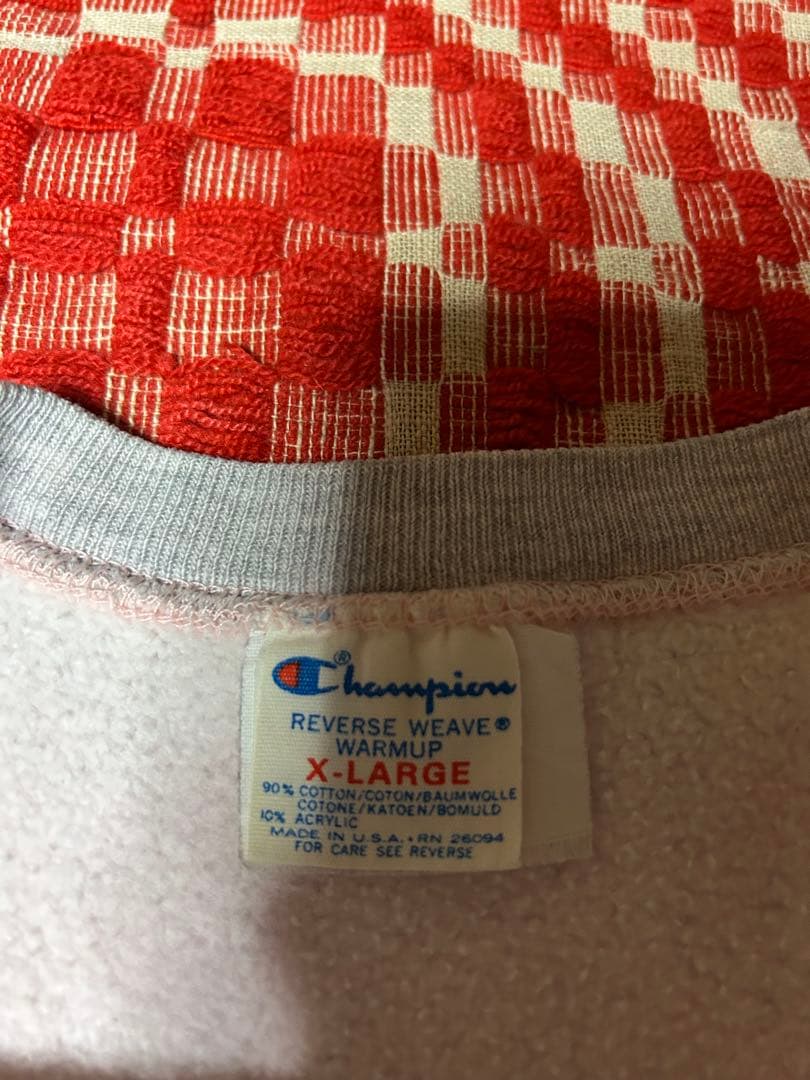 Champion®
REVERSE WEAVE®
WARMUP
X-LARGE
90% COTTON/COTON/BAUMWOLLE
COTONE/KATOEN/BOMULD
10% ACRYLIC
MADE IN U.S.A. • RN 26094
FOR CARE SEE REVERSE